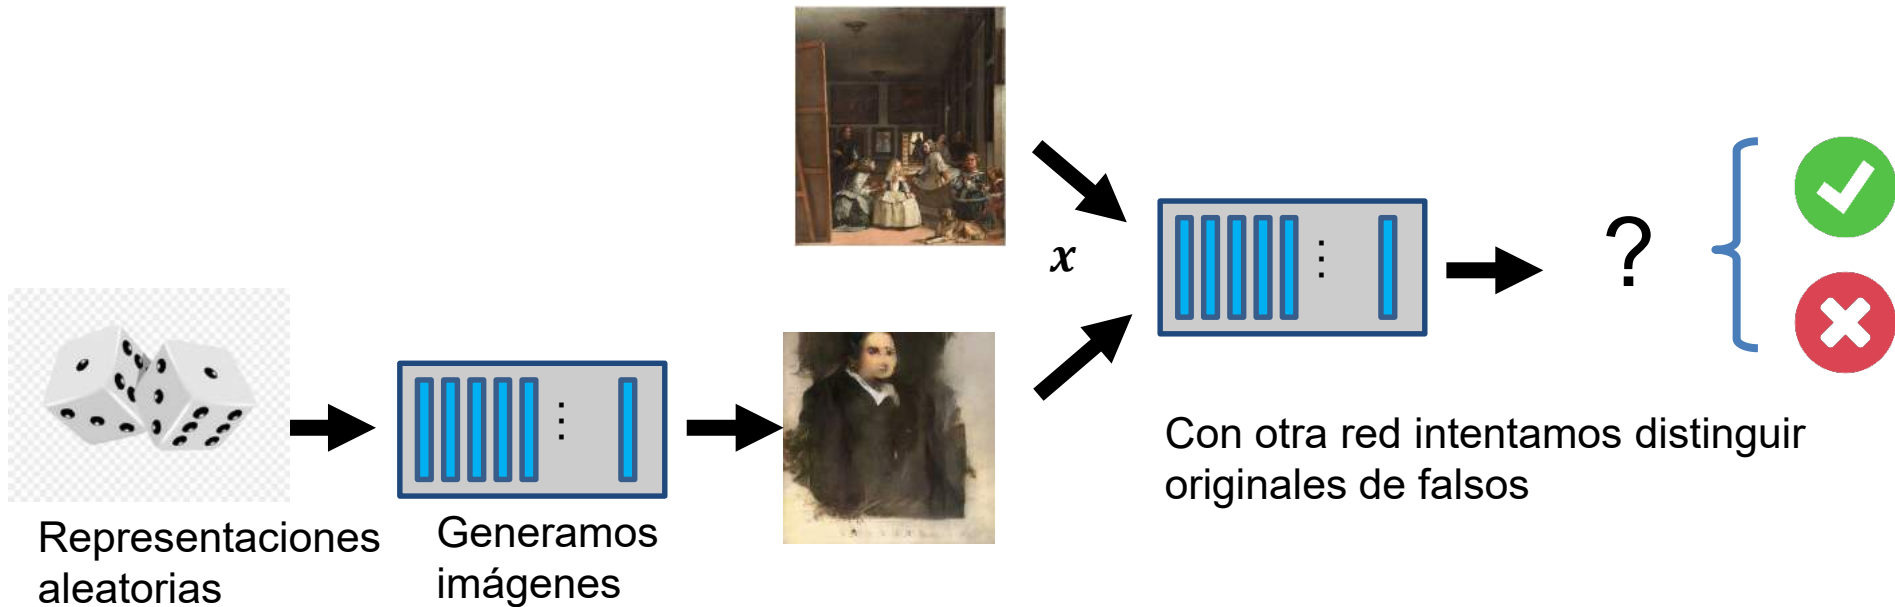 x
?
Con otra red intentamos distinguir
originales de falsos
Representaciones
aleatorias
Generamos
imágenes